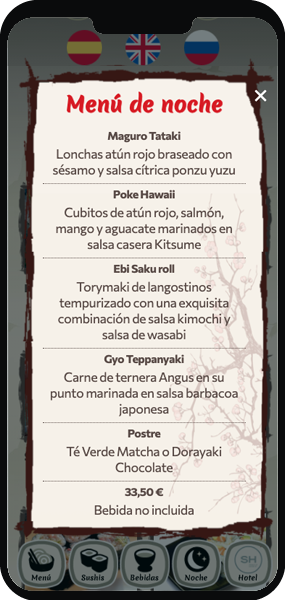 Menú de noche
Maguro Tataki
Lonchas atún rojo braseado con
sésamo y salsa cítrica ponzu yuzu
Poke Hawaii
Cubitos de atún rojo, salmón,
mango y aguacate marinados en
salsa casera Kitsume
Ebi Saku roll
Torymaki de langostinos
tempurizado con una exquisita
combinación de salsa kimochi y
salsa de wasabi
Gyo Teppanyaki
Carne de ternera Angus en su
punto marinada en salsa barbacoa
japonesa
Postre
Té Verde Matcha o Dorayaki
Chocolate
33,50 €
Bebida no incluida
Menú Sushis Bebidas Noche SH Hotel